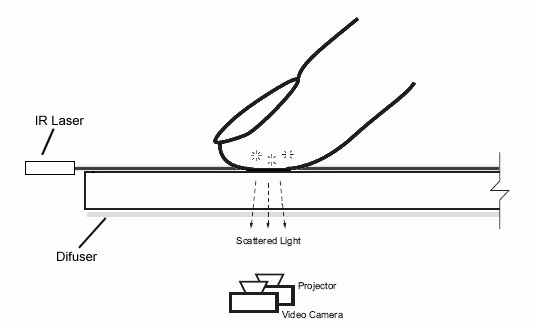 IR Laser
Scattered Light
Difuser
Projector
Video Camera